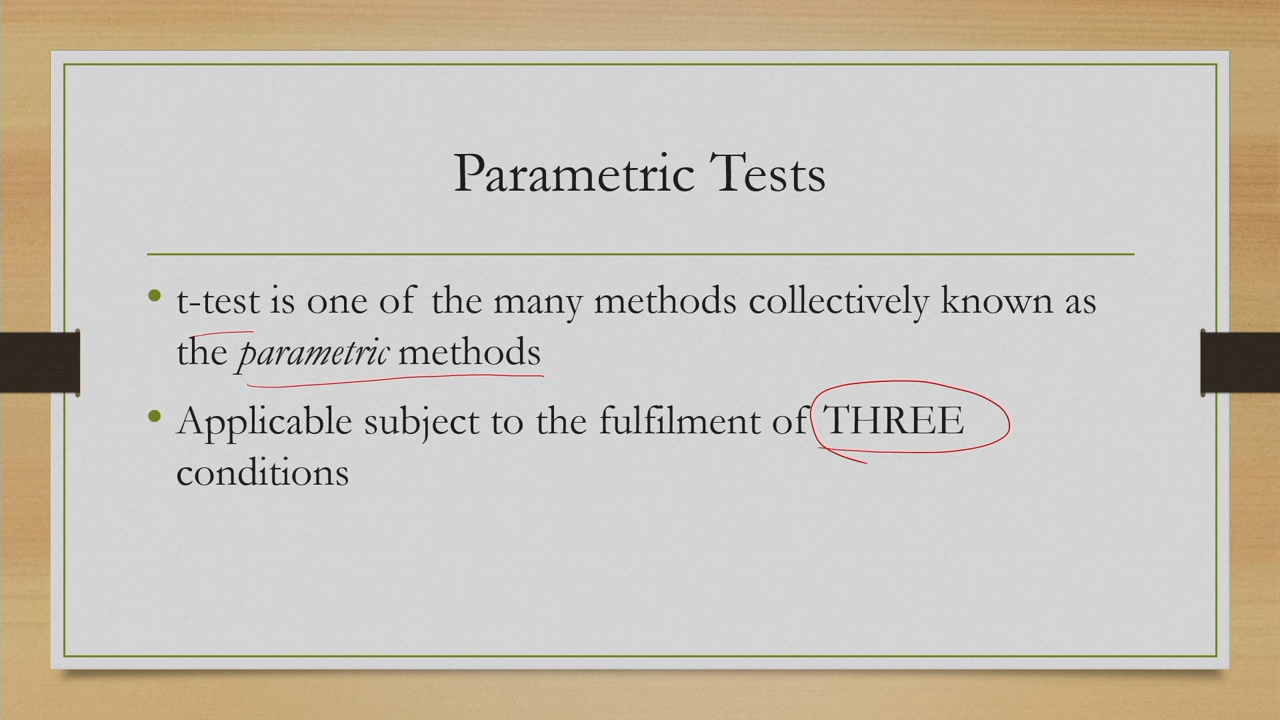 Parametric Tests
• t-test is one of the many methods collectively known as
the parametric methods
• Applicable subject to the fulfilment of THREE
conditions